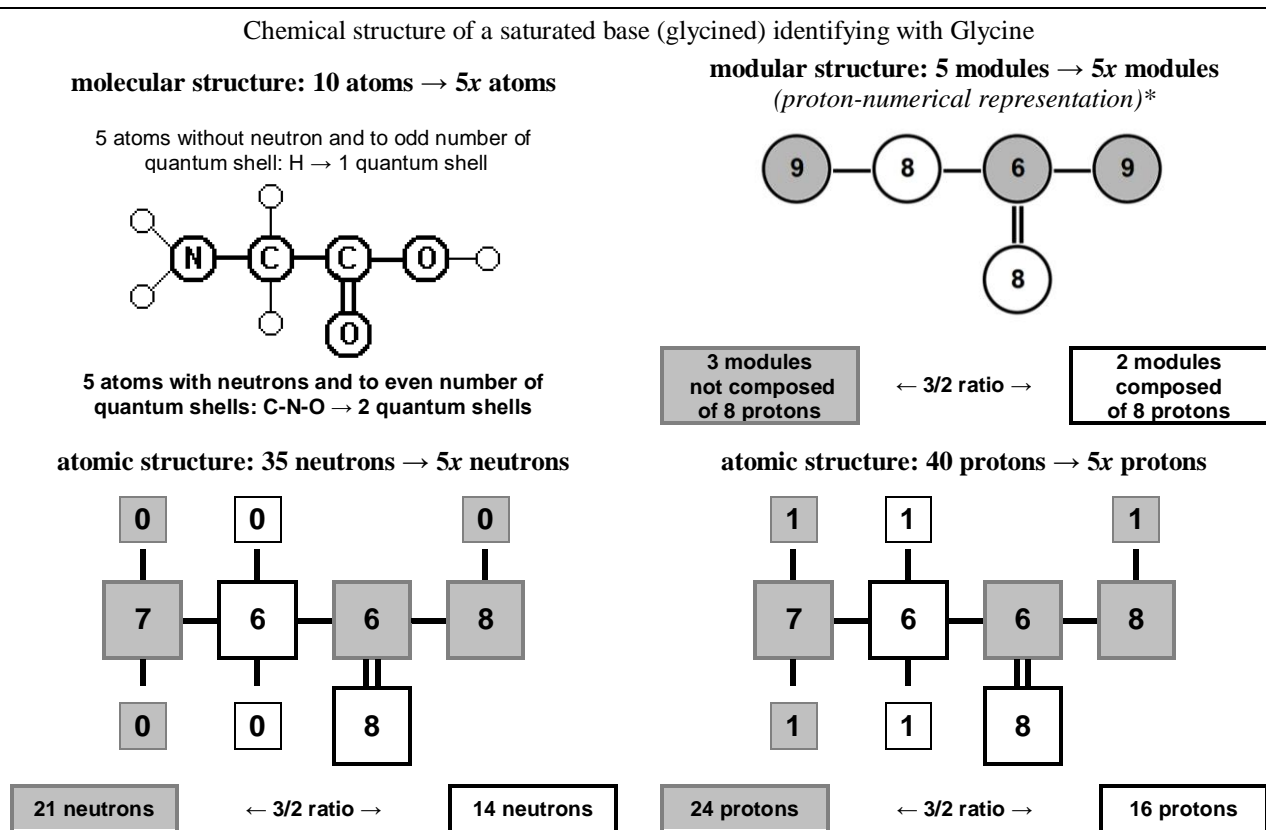 Chemical structure of a saturated base (glycined) identifying with Glycine
molecular structure: 10 atoms → 5x atoms
5 atoms without neutron and to odd number of
quantum shell: H → 1 quantum shell
N C C O
O
5 atoms with neutrons and to even number of
quantum shells: C-N-O → 2 quantum shells
modular structure: 5 modules → 5x modules
(proton-numerical representation)*
9 8 6 9
8
3 modules
not composed
of 8 protons
← 3/2 ratio →
2 modules
composed
of 8 protons
atomic structure: 35 neutrons → 5x neutrons
0 0 0
7 6 6 8
0 0 8
21 neutrons ← 3/2 ratio → 14 neutrons
atomic structure: 40 protons → 5x protons
1 1 1
7 6 6 8
1 1 8
24 protons ← 3/2 ratio → 16 protons